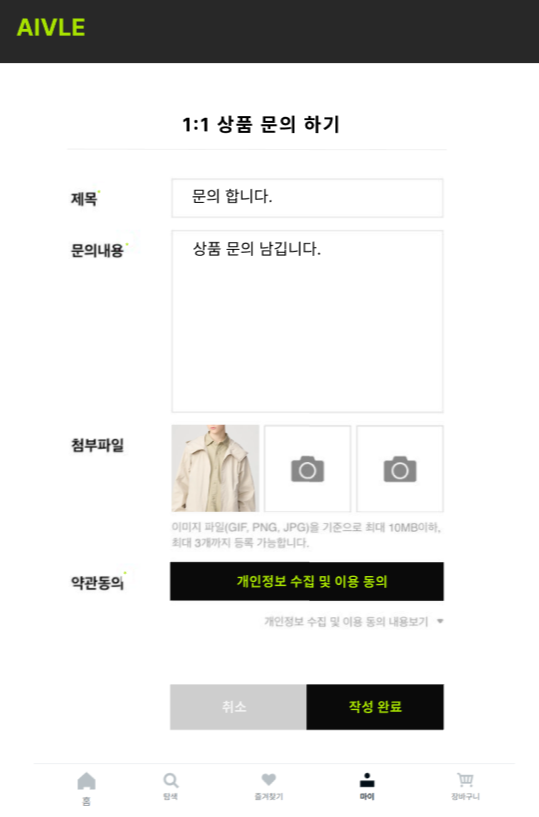 AIVLE
1:1 상품 문의 하기
제목
문의 합니다.
문의내용
상품 문의 남깁니다.
첨부파일
이미지 파일(GIF, PNG, JPG)을 기준으로 최대 10MB이하,
최대 3개까지 등록 가능합니다.
약관동의
개인정보 수집 및 이용 동의
개인정보 수집 및 이용 동의 내용보기
취소
작성 완료
홈
탐색
즐겨찾기
마이
장바구니